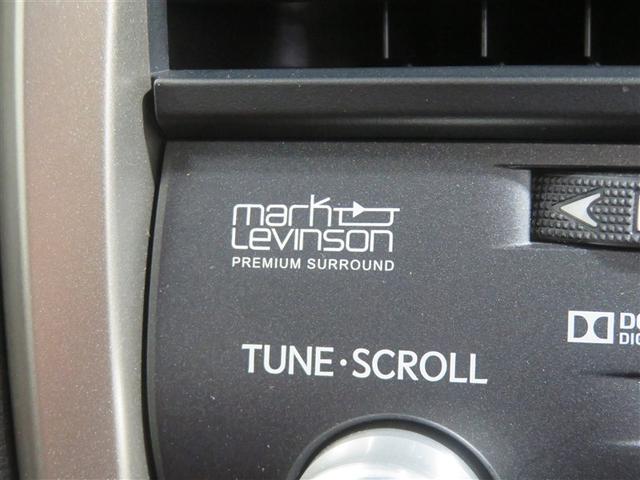 mark
Levinson
PREMIUM SURROUND
TUNE·SCROLL